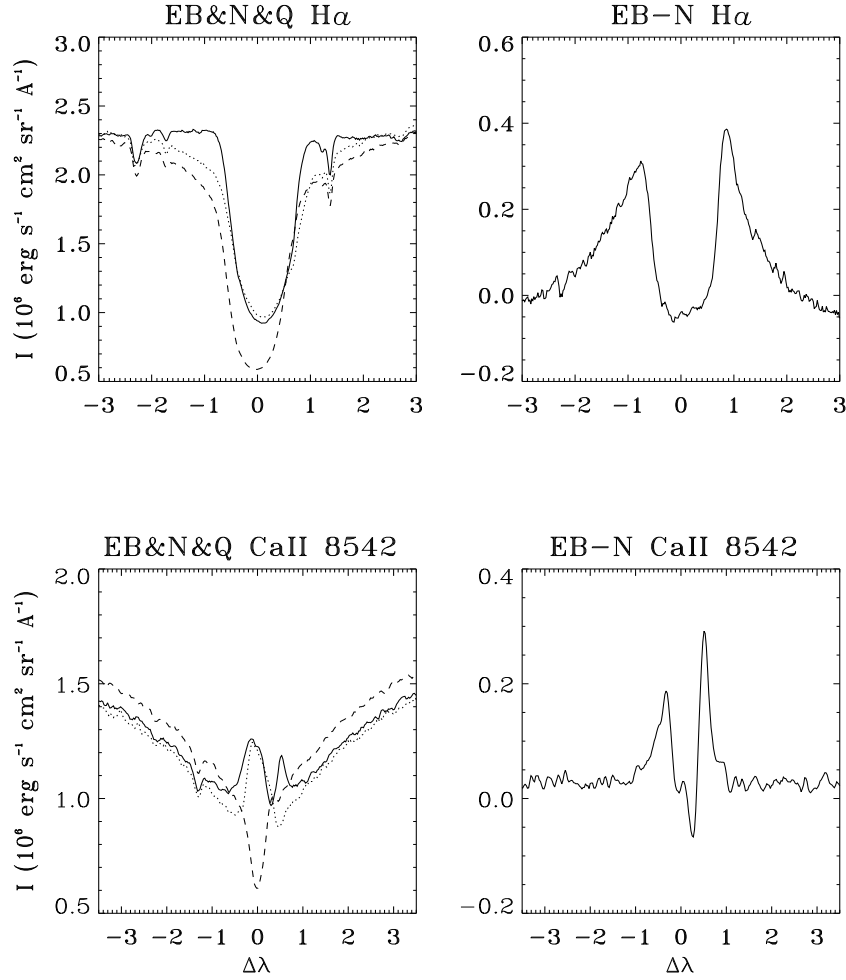 EB&N&Q Hα
EB−N Hα
I (10⁶ erg s⁻¹ cm² sr⁻¹ A⁻¹)
3.0
2.5
2.0
1.5
1.0
0.5
−3 −2 −1 0 1 2 3
0.6
0.4
0.2
0.0
−0.2
−3 −2 −1 0 1 2 3
EB&N&Q CaII 8542
EB−N CaII 8542
I (10⁶ erg s⁻¹ cm² sr⁻¹ A⁻¹)
2.0
1.5
1.0
0.5
−3 −2 −1 0 1 2 3
Δλ
0.4
0.2
0.0
−0.2
−3 −2 −1 0 1 2 3
Δλ